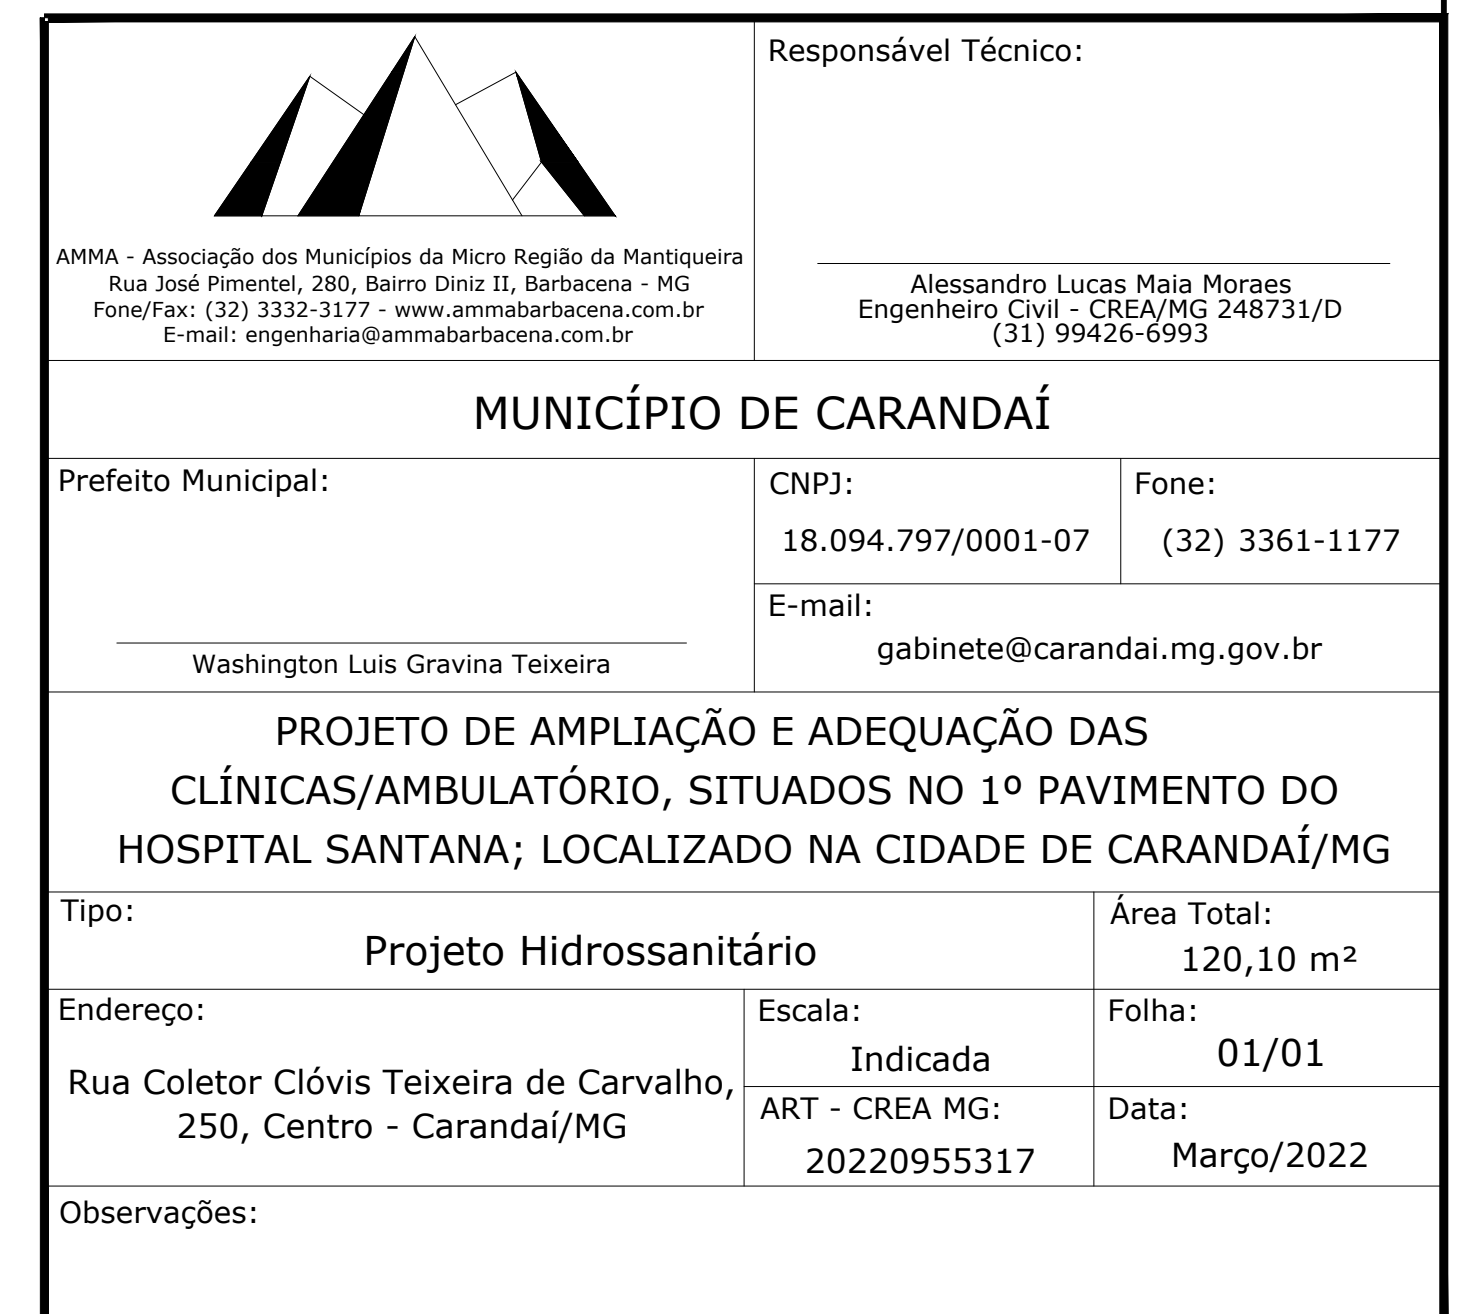 AMMA - Associação dos Municípios da Micro Região da Mantiqueira
Rua José Pimentel, 280, Bairro Diniz II, Barbacena - MG
Fone/Fax: (32) 3332-3177 - www.ammabarbacena.com.br
E-mail: engenharia@ammabarbacena.com.br
Responsável Técnico:
Alessandro Lucas Maia Moraes
Engenheiro Civil - CREA/MG 248731/D
(31) 99426-6993
MUNICÍPIO DE CARANDAÍ
Prefeito Municipal:
Washington Luis Gravina Teixeira
CNPJ:
18.094.797/0001-07
Fone:
(32) 3361-1177
E-mail:
gabinete@carandai.mg.gov.br
PROJETO DE AMPLIAÇÃO E ADEQUAÇÃO DAS
CLÍNICAS/AMBULATÓRIO, SITUADOS NO 1º PAVIMENTO DO
HOSPITAL SANTANA; LOCALIZADO NA CIDADE DE CARANDAÍ/MG
Tipo:
Projeto Hidrossanitário
Área Total:
120,10 m²
Endereço:
Rua Coletor Clóvis Teixeira de Carvalho,
250, Centro - Carandaí/MG
Escala:
Indicada
Folha:
01/01
ART - CREA MG:
20220955317
Data:
Março/2022
Observações: